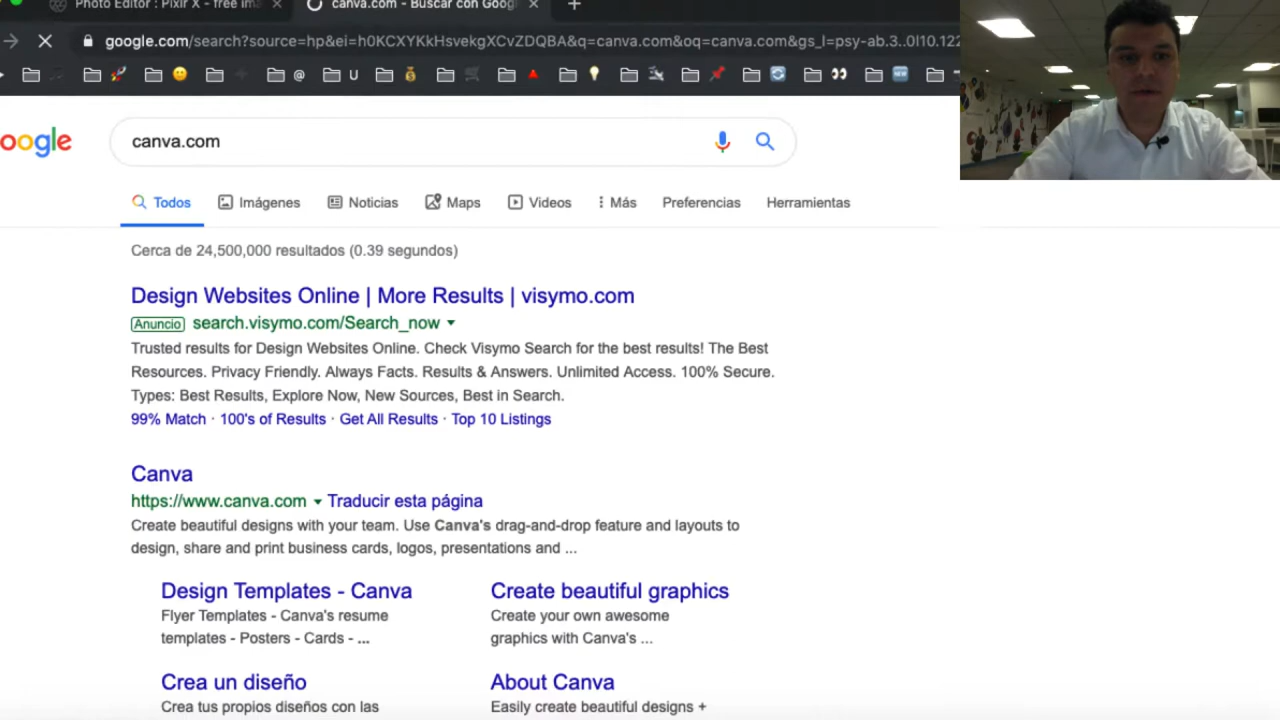 Photo Editor : Pixlr X - free ima
canva.com - Buscar con Googl
google.com/search?source=hp&ei=h0KCXYKkHsvekgXCvZDQBA&q=canva.com&oq=canva.com&gs_l=psy-ab.3..0l10.122
@ U NEW
oogle
canva.com
Todos Imágenes Noticias Maps Videos Más Preferencias Herramientas
Cerca de 24,500,000 resultados (0.39 segundos)
Design Websites Online | More Results | visymo.com
Anuncio search.visymo.com/Search_now
Trusted results for Design Websites Online. Check Visymo Search for the best results! The Best
Resources. Privacy Friendly. Always Facts. Results & Answers. Unlimited Access. 100% Secure.
Types: Best Results, Explore Now, New Sources, Best in Search.
99% Match · 100's of Results · Get All Results · Top 10 Listings
Canva
https://www.canva.com Traducir esta página
Create beautiful designs with your team. Use Canva's drag-and-drop feature and layouts to
design, share and print business cards, logos, presentations and ...
Design Templates - Canva
Flyer Templates - Canva's resume
templates - Posters - Cards - ...
Create beautiful graphics
Create your own awesome
graphics with Canva's ...
Crea un diseño
Crea tus propios diseños con las
About Canva
Easily create beautiful designs +